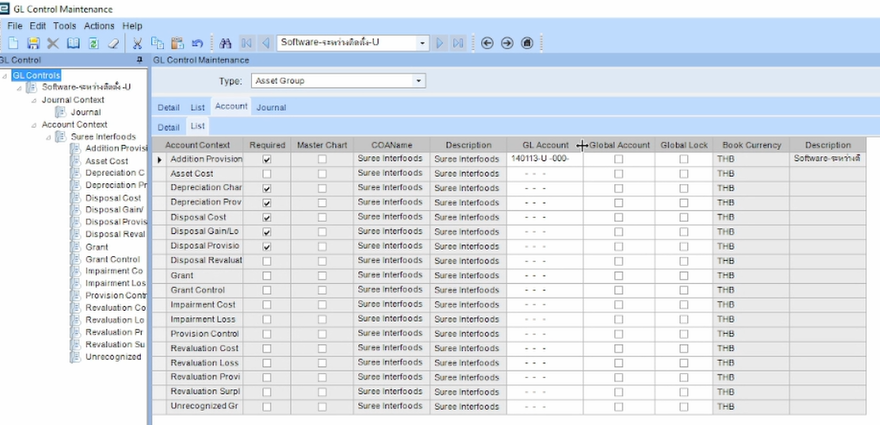 GL Control Maintenance
File Edit Tools Actions Help
Software-ระหว่างติดตั้ง-U
GL Control
GL Control Maintenance
GL Controls
Software-ระหว่างติดตั้ง-U
Journal Context
Journal
Account Context
Suree Interfoods
Addition Provision
Asset Cost
Depreciation C
Depreciation Pr
Disposal Cost
Disposal Gain/
Disposal Provis
Disposal Reval
Grant
Grant Control
Impairment Co
Impairment Los
Provision Contr
Revaluation Co
Revaluation Lo
Revaluation Pr
Revaluation Su
Unrecognized
Type: Asset Group
Detail List Account Journal
Detail List
Account Context Required Master Chart COAName Description GL Account Global Account Global Lock Book Currency Description
Addition Provision Suree Interfoods Suree Interfoods 140113-U -000- THB Software-ระหว่างติ
Asset Cost Suree Interfoods Suree Interfoods - - - THB
Depreciation Char Suree Interfoods Suree Interfoods - - - THB
Depreciation Prov Suree Interfoods Suree Interfoods - - - THB
Disposal Cost Suree Interfoods Suree Interfoods - - - THB
Disposal Gain/Lo Suree Interfoods Suree Interfoods - - - THB
Disposal Provisio Suree Interfoods Suree Interfoods - - - THB
Disposal Revaluat Suree Interfoods Suree Interfoods - - - THB
Grant Suree Interfoods Suree Interfoods - - - THB
Grant Control Suree Interfoods Suree Interfoods - - - THB
Impairment Cost Suree Interfoods Suree Interfoods - - - THB
Impairment Loss Suree Interfoods Suree Interfoods - - - THB
Provision Control Suree Interfoods Suree Interfoods - - - THB
Revaluation Cost Suree Interfoods Suree Interfoods - - - THB
Revaluation Loss Suree Interfoods Suree Interfoods - - - THB
Revaluation Provi Suree Interfoods Suree Interfoods - - - THB
Revaluation Surpl Suree Interfoods Suree Interfoods - - - THB
Unrecognized Gr Suree Interfoods Suree Interfoods - - - THB